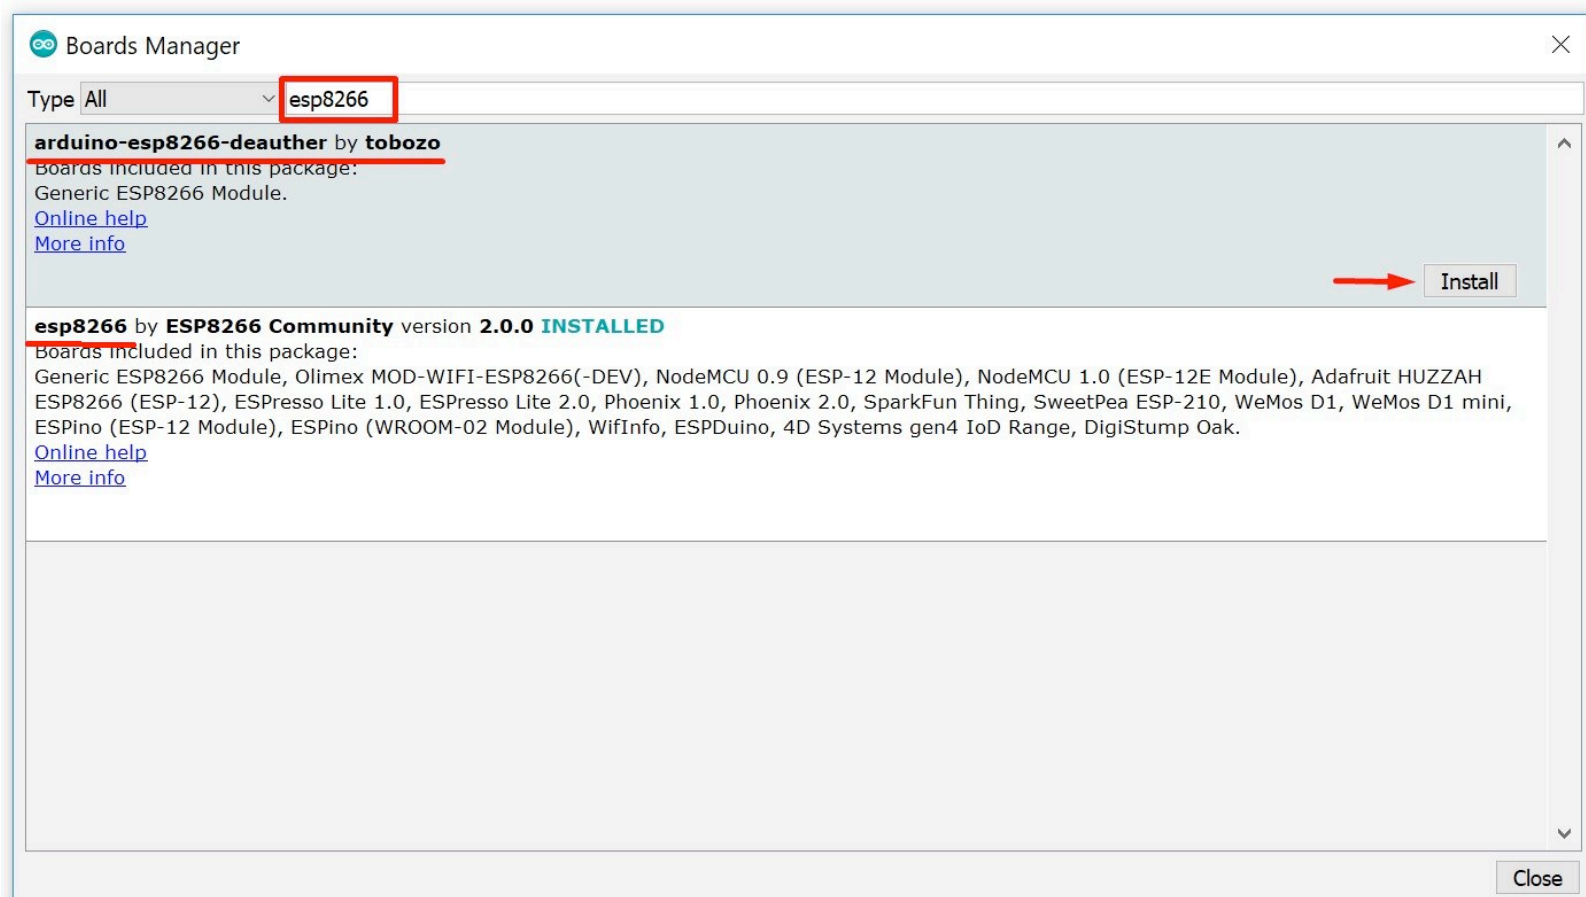 Boards Manager
Type All esp8266
arduino-esp8266-deauther by tobozo
Boards included in this package:
Generic ESP8266 Module.
Online help
More info
Install
esp8266 by ESP8266 Community version 2.0.0 INSTALLED
Boards included in this package:
Generic ESP8266 Module, Olimex MOD-WIFI-ESP8266(-DEV), NodeMCU 0.9 (ESP-12 Module), NodeMCU 1.0 (ESP-12E Module), Adafruit HUZZAH
ESP8266 (ESP-12), ESPresso Lite 1.0, ESPresso Lite 2.0, Phoenix 1.0, Phoenix 2.0, SparkFun Thing, SweetPea ESP-210, WeMos D1, WeMos D1 mini,
ESPino (ESP-12 Module), ESPino (WROOM-02 Module), WifInfo, ESPDuino, 4D Systems gen4 IoD Range, DigiStump Oak.
Online help
More info
Close